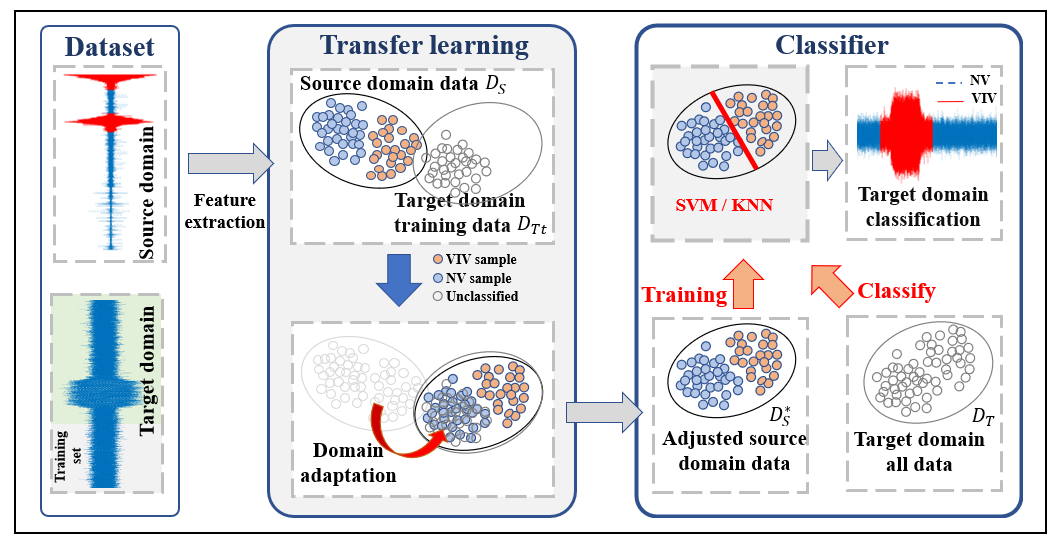 Dataset
Source domain
Target domain
Training
set
Feature
extraction
Transfer learning
Source domain data D_S
Target domain
training data D_{Tt}
VIV sample
NV sample
Unclassified
Domain
adaptation
Classifier
SVM / KNN
NV
VIV
Target domain
classification
Training
Classify
D_S^*
Adjusted source
domain data
D_T
Target domain
all data